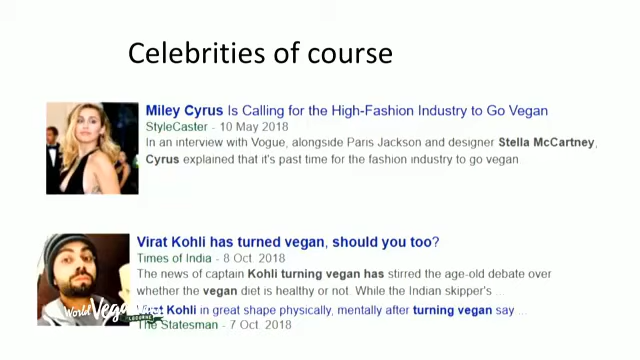 Celebrities of course
Miley Cyrus Is Calling for the High-Fashion Industry to Go Vegan
StyleCaster - 10 May 2018
In an interview with Vogue, alongside Paris Jackson and designer Stella McCartney,
Cyrus explained that it's past time for the fashion industry to go vegan
Virat Kohli has turned vegan, should you too?
Times of India - 8 Oct. 2018
The news of captain Kohli turning vegan has stirred the age-old debate over
whether the vegan diet is healthy or not. While the Indian skipper's ...
Virat Kohli in great shape physically, mentally after turning vegan say ...
The Statesman - 7 Oct. 2018
World Vegan